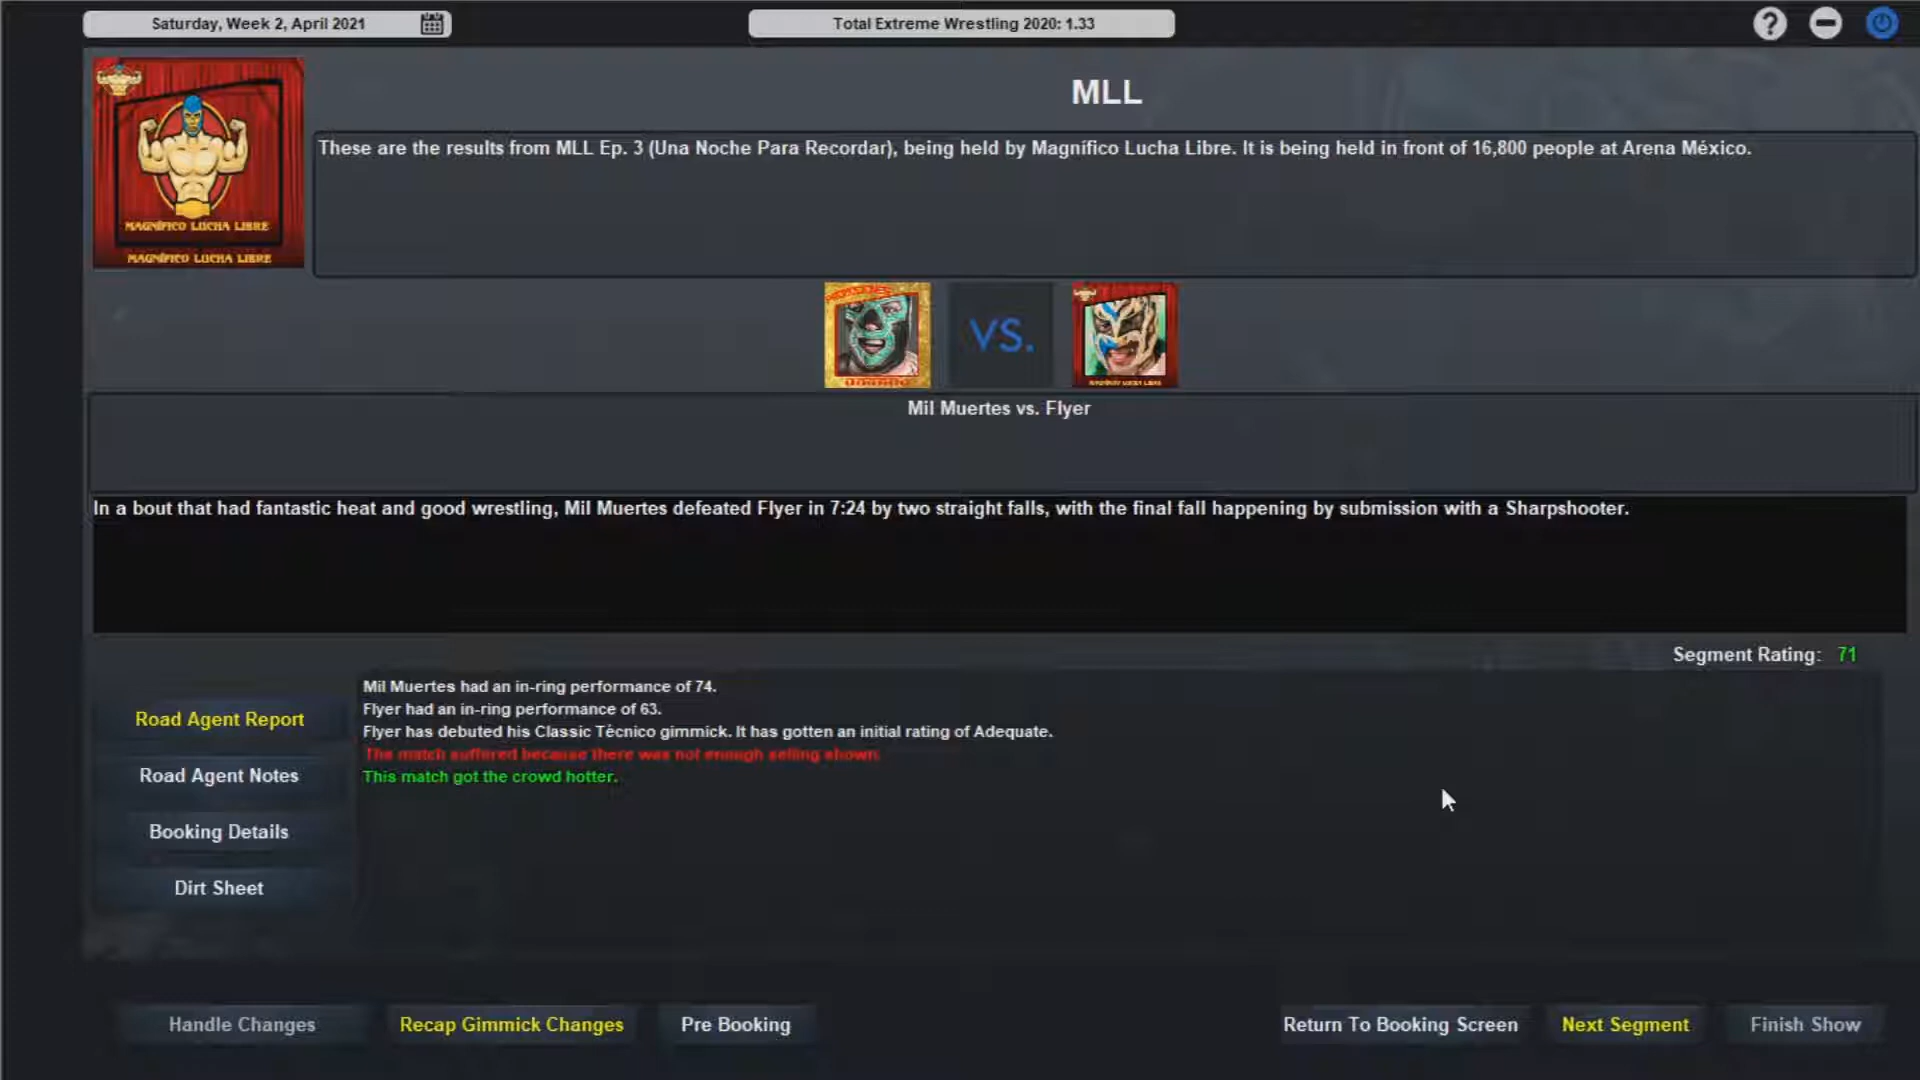 Saturday, Week 2, April 2021
Total Extreme Wrestling 2020: 1.33
MLL
MAGNÍFICO LUCHA LIBRE
MAGNÍFICO LUCHA LIBRE
These are the results from MLL Ep. 3 (Una Noche Para Recordar), being held by Magnífico Lucha Libre. It is being held in front of 16,800 people at Arena México.
VS.
MAGNÍFICO LUCHA LIBRE
Mil Muertes vs. Flyer
In a bout that had fantastic heat and good wrestling, Mil Muertes defeated Flyer in 7:24 by two straight falls, with the final fall happening by submission with a Sharpshooter.
Segment Rating: 71
Road Agent Report
Road Agent Notes
Booking Details
Dirt Sheet
Mil Muertes had an in-ring performance of 74.
Flyer had an in-ring performance of 63.
Flyer has debuted his Classic Técnico gimmick. It has gotten an initial rating of Adequate.
The match suffered because there was not enough selling shown.
This match got the crowd hotter.
Handle Changes
Recap Gimmick Changes
Pre Booking
Return To Booking Screen
Next Segment
Finish Show